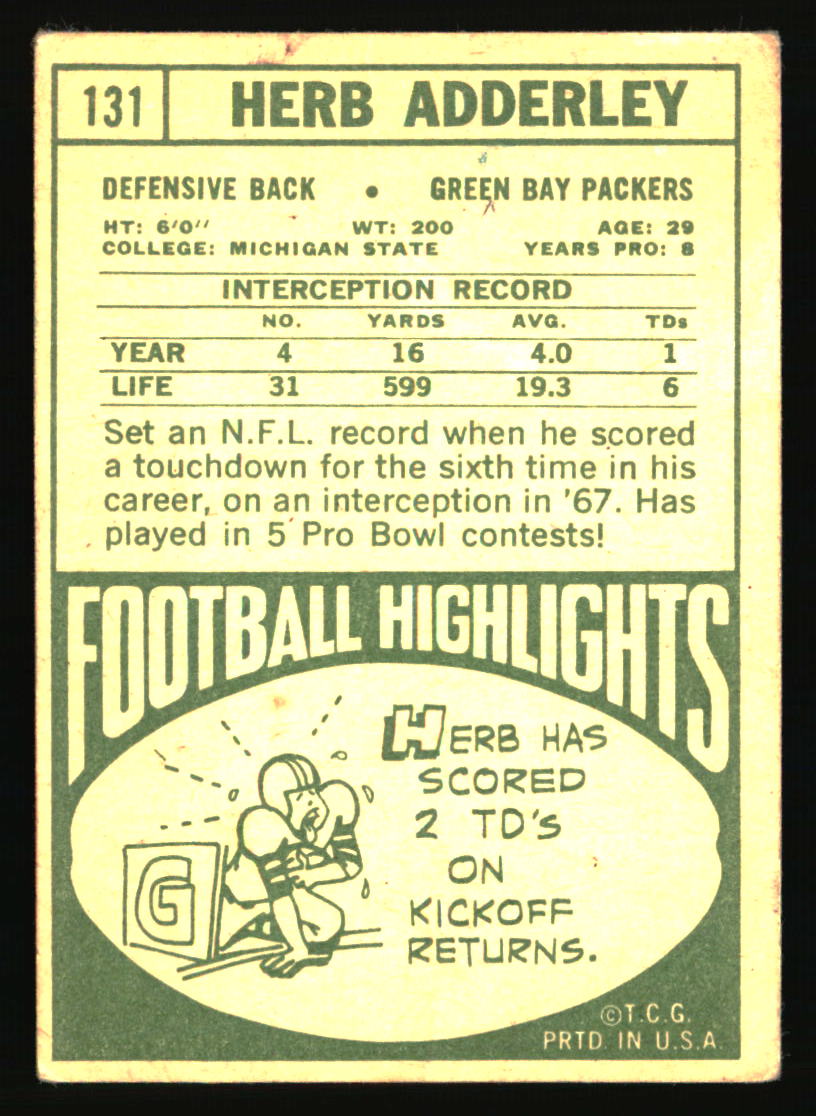 131 HERB ADDERLEY
DEFENSIVE BACK • GREEN BAY PACKERS
HT: 6'0" WT: 200 AGE: 29
COLLEGE: MICHIGAN STATE YEARS PRO: 8
INTERCEPTION RECORD
NO. YARDS AVG. TDs
YEAR 4 16 4.0 1
LIFE 31 599 19.3 6
Set an N.F.L. record when he scored
a touchdown for the sixth time in his
career, on an interception in '67. Has
played in 5 Pro Bowl contests!
FOOTBALL HIGHLIGHTS
HERB HAS
SCORED
2 TD'S
ON
KICKOFF
RETURNS.
G
©T.C.G.
PRTD. IN U.S.A.